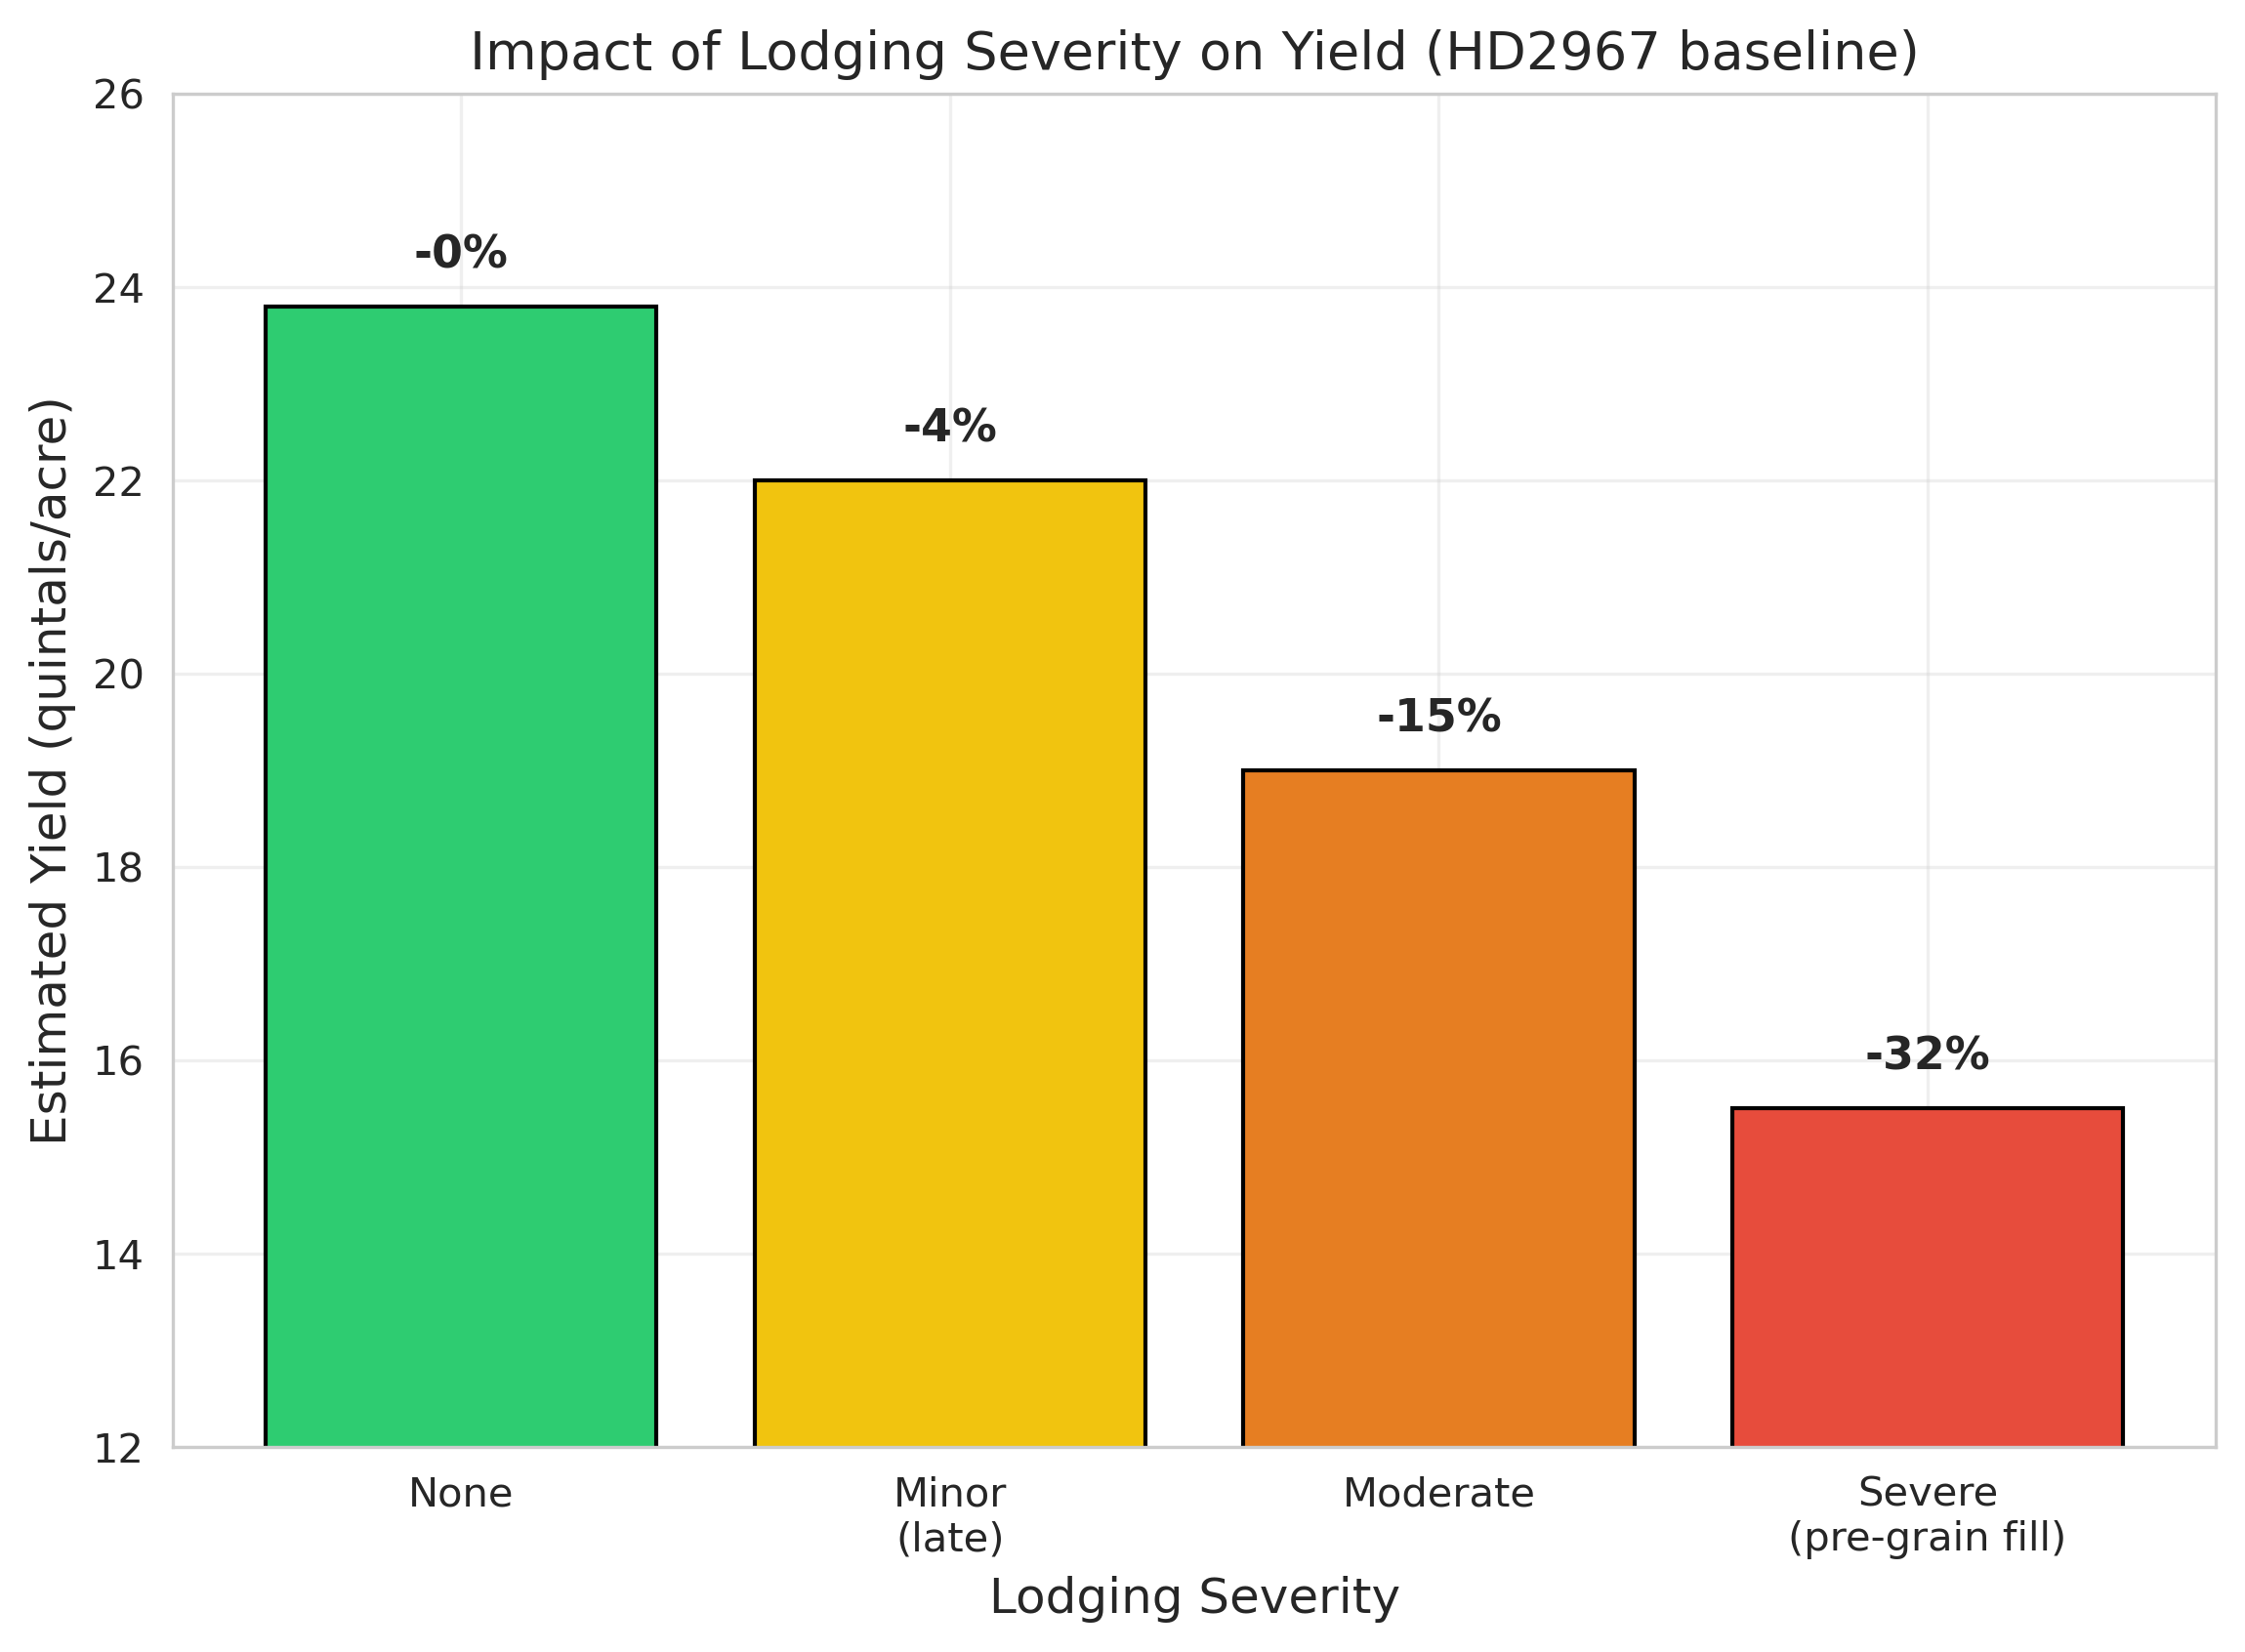 Impact of Lodging Severity on Yield (HD2967 baseline)
Estimated Yield (quintals/acre)
26
24
22
20
18
16
14
12
-0%
-4%
-15%
-32%
None
Minor
(late)
Moderate
Severe
(pre-grain fill)
Lodging Severity